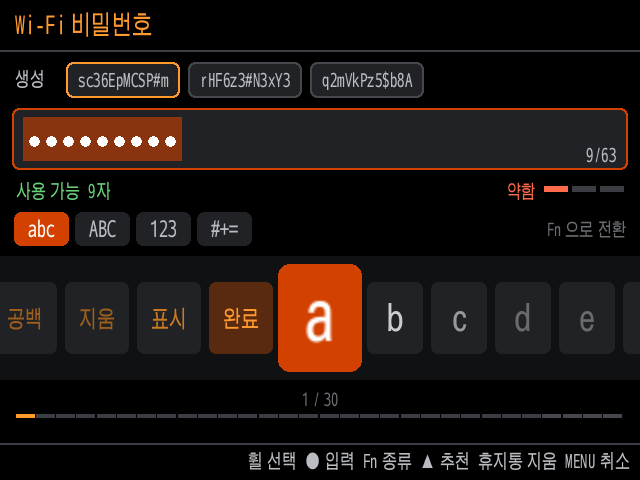 Wi-Fi 비밀번호
생성 sc36EpMCSP#m rHF6z3#N3xY3 q2mVkPz5$b8A
●●●●●●●●●
9/63
사용 가능 9자 약함
abc ABC 123 #+= Fn 으로 전환
공백 지움 표시 완료 a b c d e
1 / 30
휠 선택 ● 입력 Fn 종류 ▲ 추천 휴지통 지움 MENU 취소